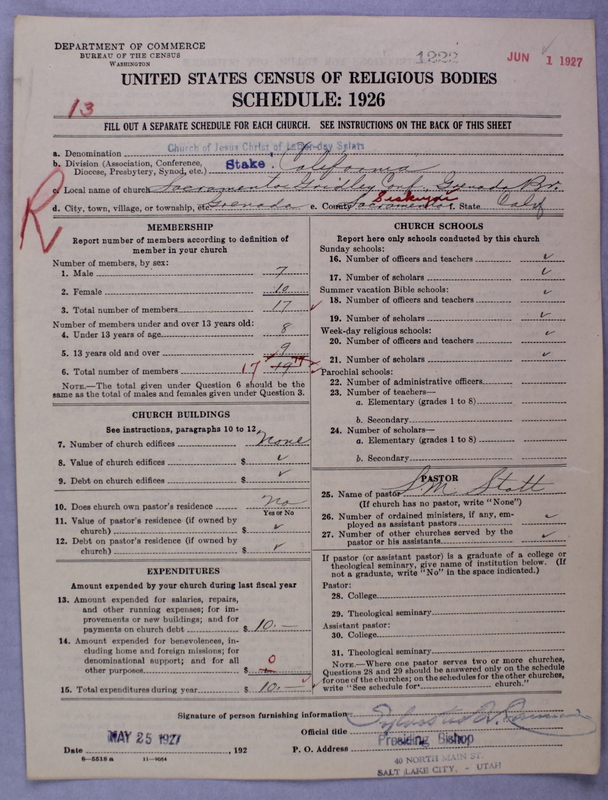 DEPARTMENT OF COMMERCE
BUREAU OF THE CENSUS
WASHINGTON
1222
JUN 1 1927
UNITED STATES CENSUS OF RELIGIOUS BODIES
SCHEDULE: 1926
13
FILL OUT A SEPARATE SCHEDULE FOR EACH CHURCH. SEE INSTRUCTIONS ON THE BACK OF THIS SHEET
R
a. Denomination Church of Jesus Christ of Latter-day Saints
b. Division (Association, Conference, Diocese, Presbytery, Synod, etc.) Stake: California
c. Local name of church Sacramento Gridley Conf., Grenada Br.
d. City, town, village, or township, etc. Grenada e. County Sacramento Siskiyou f. State Calif
MEMBERSHIP
Report number of members according to definition of
member in your church
Number of members, by sex:
1. Male 7
2. Female 10
3. Total number of members 17
Number of members under and over 13 years old:
4. Under 13 years of age 8
5. 13 years old and over 9
6. Total number of members 17 19 17
NOTE.—The total given under Question 6 should be the
same as the total of males and females given under Question 3.
CHURCH BUILDINGS
See instructions, paragraphs 10 to 12
7. Number of church edifices None
8. Value of church edifices $
9. Debt on church edifices $
10. Does church own pastor's residence No
Yes or No
11. Value of pastor's residence (if owned by
church) $
12. Debt on pastor's residence (if owned by
church) $
EXPENDITURES
Amount expended by your church during last fiscal year
13. Amount expended for salaries, repairs,
and other running expenses; for im-
provements or new buildings; and for
payments on church debt $ 10.—
14. Amount expended for benevolences, in-
cluding home and foreign missions; for
denominational support; and for all
other purposes $ 0
15. Total expenditures during year $ 10.—
CHURCH SCHOOLS
Report here only schools conducted by this church
Sunday schools:
16. Number of officers and teachers
17. Number of scholars
Summer vacation Bible schools:
18. Number of officers and teachers
19. Number of scholars
Week-day religious schools:
20. Number of officers and teachers
21. Number of scholars
Parochial schools:
22. Number of administrative officers
23. Number of teachers—
a. Elementary (grades 1 to 8)
b. Secondary
24. Number of scholars—
a. Elementary (grades 1 to 8)
b. Secondary
PASTOR
25. Name of pastor S M Stott
(If church has no pastor, write "None")
26. Number of ordained ministers, if any, em-
ployed as assistant pastors
27. Number of other churches served by the
pastor or his assistants
If pastor (or assistant pastor) is a graduate of a college or
theological seminary, give name of institution below. (If
not a graduate, write "No" in the space indicated.)
Pastor:
28. College
29. Theological seminary
Assistant pastor:
30. College
31. Theological seminary
NOTE.—Where one pastor serves two or more churches,
Questions 28 and 29 should be answered only on the schedule
for one of the churches; on the schedules for the other churches,
write "See schedule for church."
Signature of person furnishing information
Official title Presiding Bishop
Date MAY 25 1927, 192 P. O. Address 40 NORTH MAIN ST.
SALT LAKE CITY, - UTAH
8-5318 a 11-9054